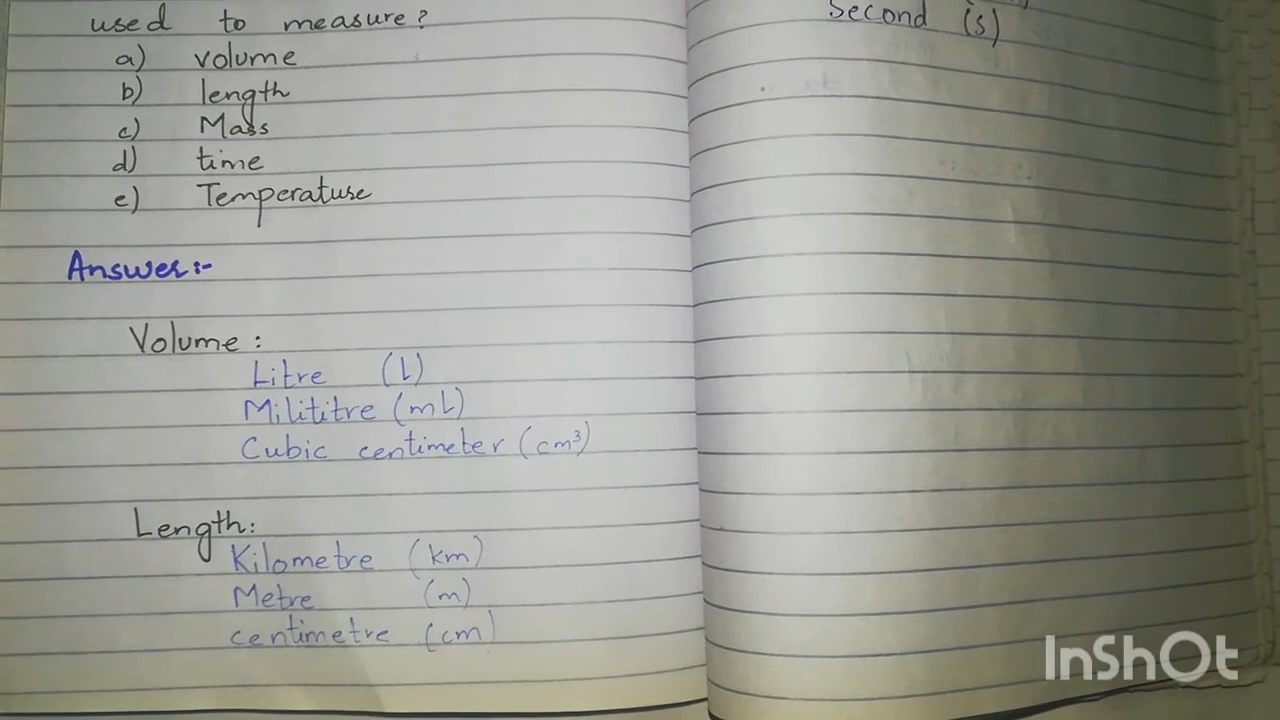 used to measure?
a) volume
b) length
c) Mass
d) time
e) Temperature
Answer:-
Volume:
Litre (L)
Milititre (mL)
Cubic centimeter (cm³)
Length:
Kilometre (km)
Metre (m)
centimetre (cm)
Second (s)
InShOt